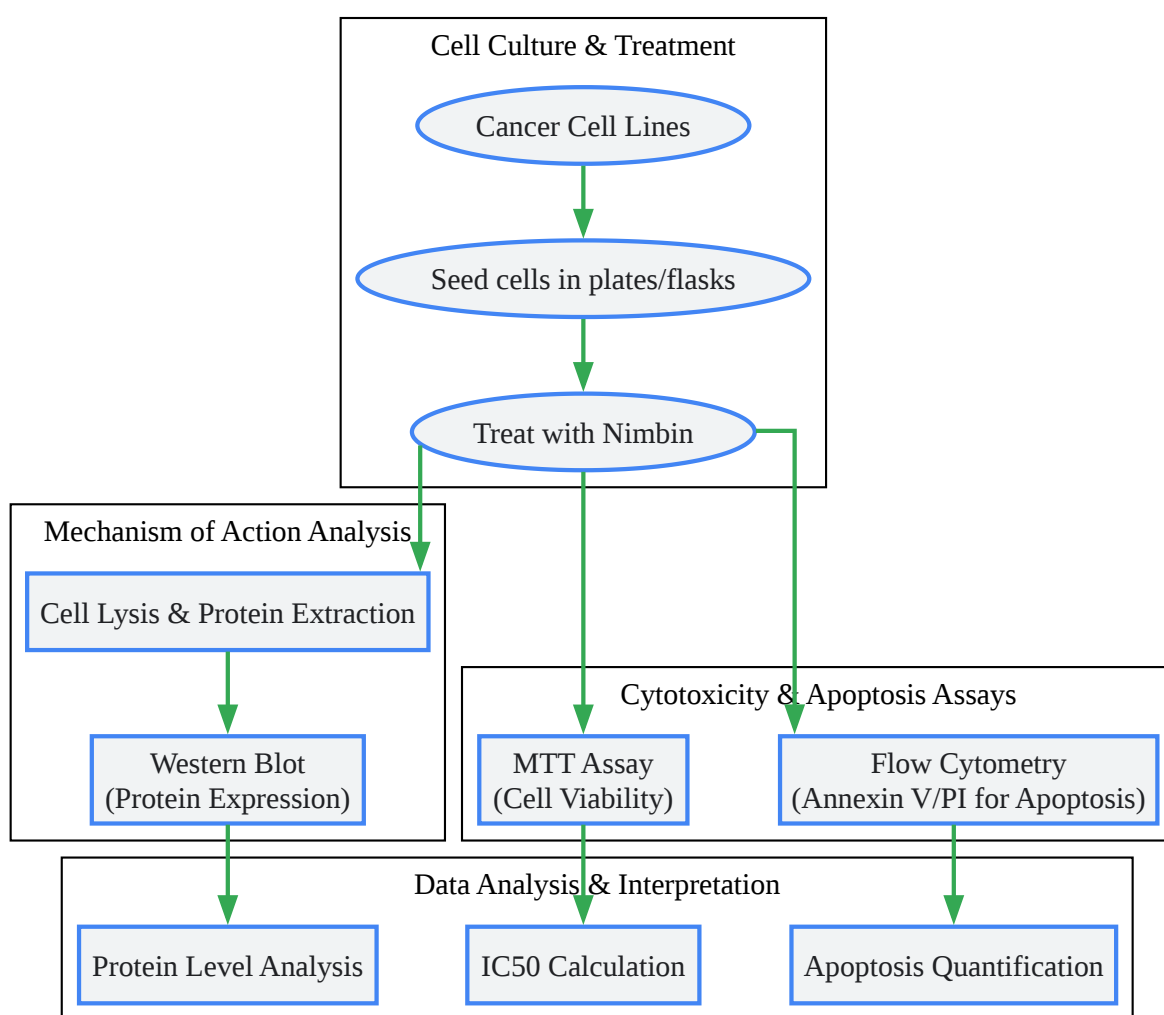 Cell Culture & Treatment
Cancer Cell Lines
Seed cells in plates/flasks
Treat with Nimbin
Mechanism of Action Analysis
Cell Lysis & Protein Extraction
Western Blot
(Protein Expression)
Cytotoxicity & Apoptosis Assays
MTT Assay
(Cell Viability)
Flow Cytometry
(Annexin V/PI for Apoptosis)
Data Analysis & Interpretation
Protein Level Analysis
IC50 Calculation
Apoptosis Quantification